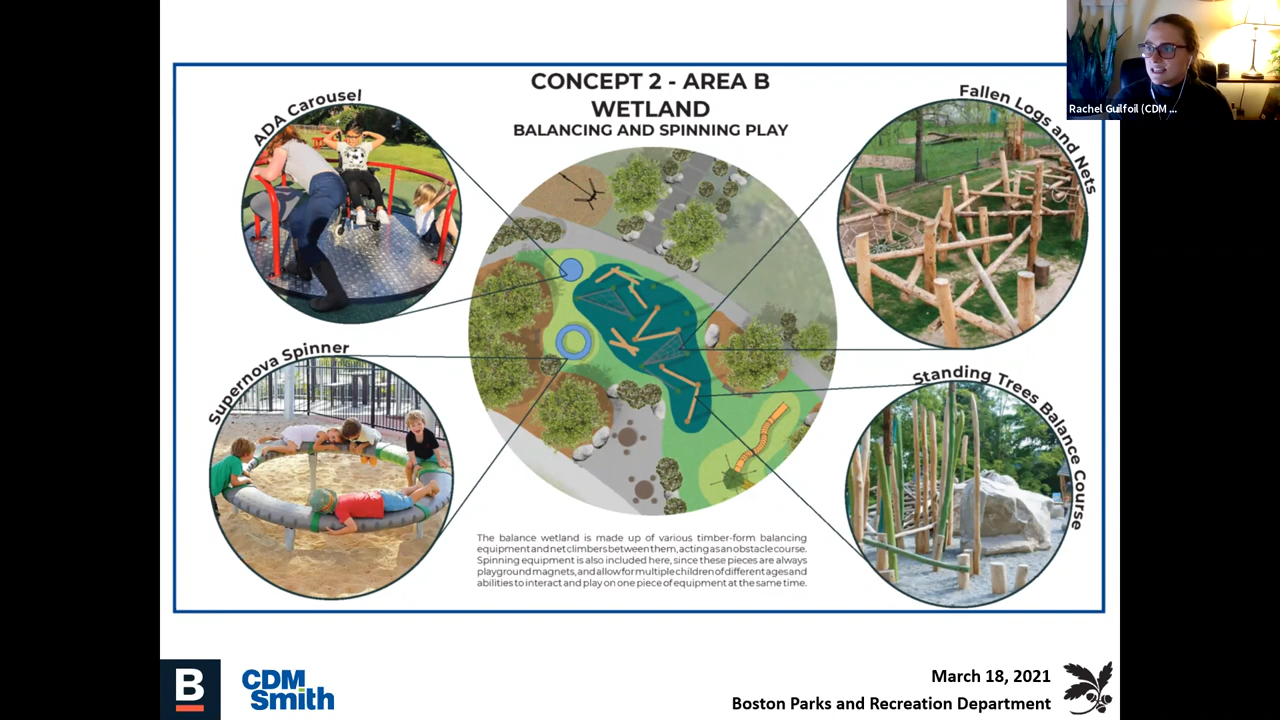 Rachel Guilfoil (CDM ...
CONCEPT 2 - AREA B
WETLAND
BALANCING AND SPINNING PLAY
ADA Carousel
Fallen Logs and Nets
Supernova Spinner
Standing Trees Balance Course
The balance wetland is made up of various timber-form balancing
equipment and net climbers between them, acting as an obstacle course.
Spinning equipment is also included here, since these pieces are always
playground magnets, and allow for multiple children of different ages and
abilities to interact and play on one piece of equipment at the same time.
B
CDM
Smith
March 18, 2021
Boston Parks and Recreation Department